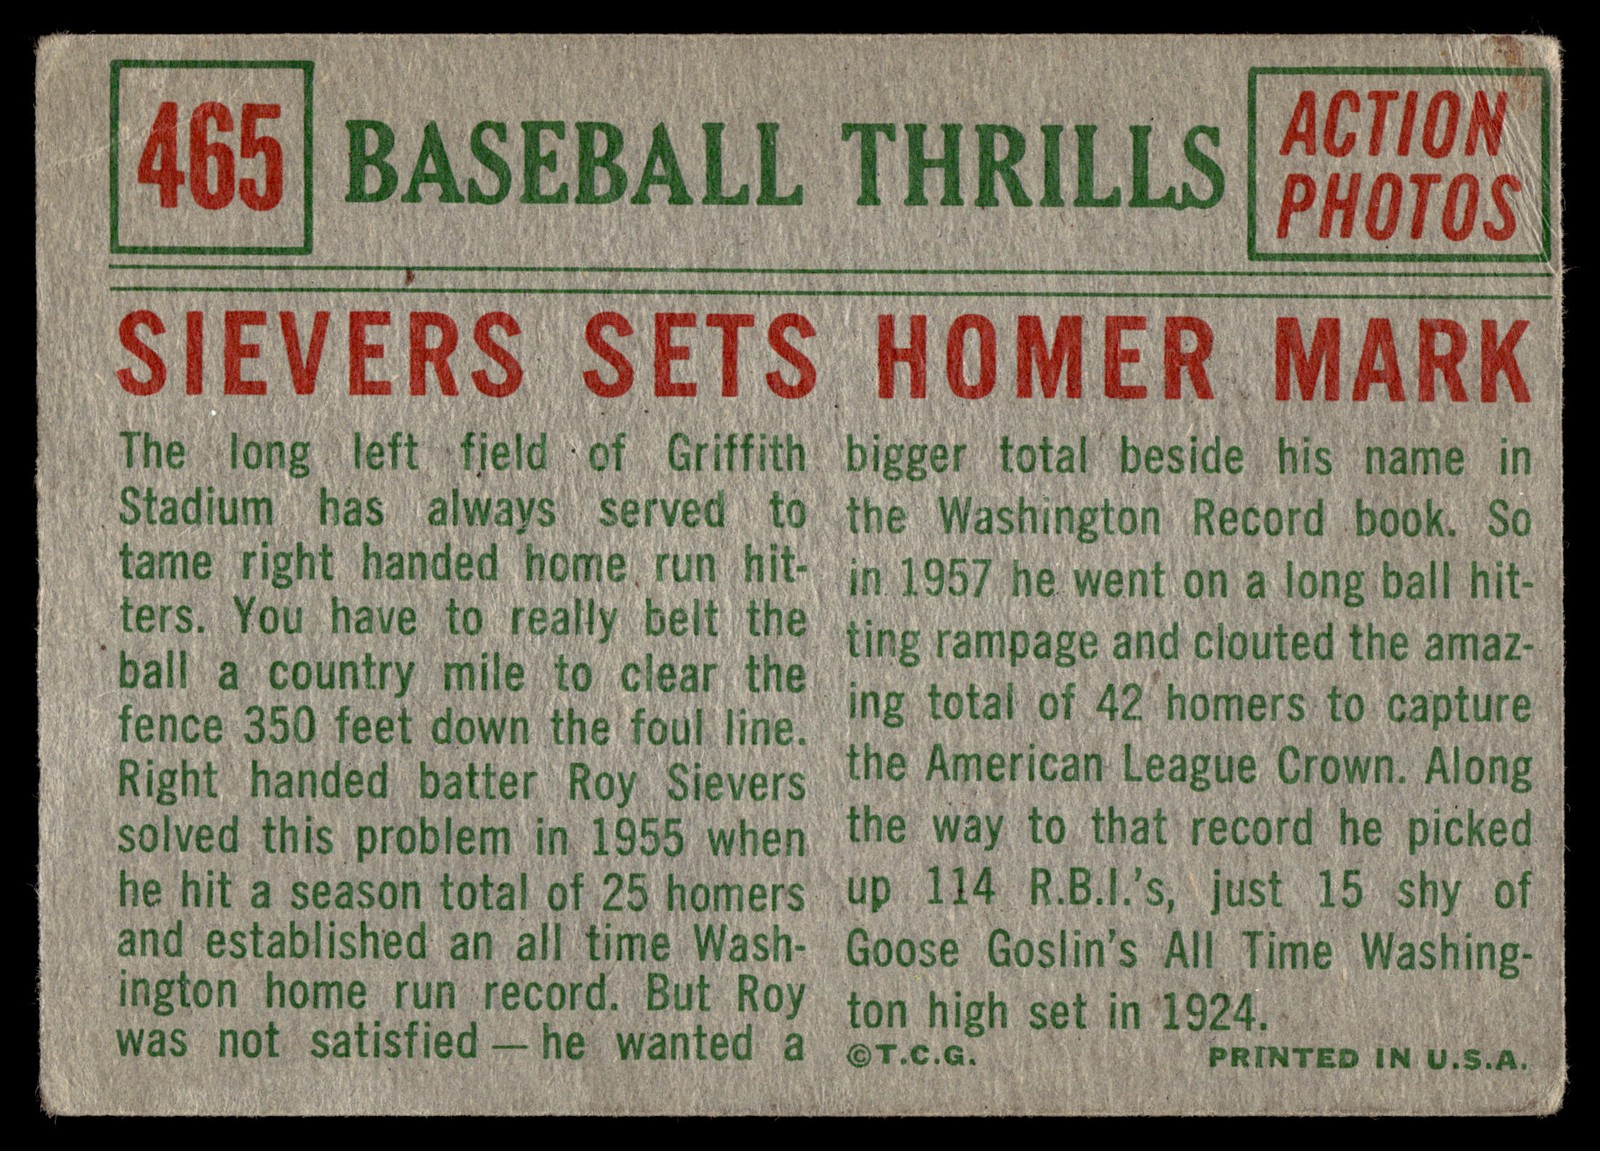 465
BASEBALL THRILLS
ACTION
PHOTOS
SIEVERS SETS HOMER MARK
The long left field of Griffith
Stadium has always served to
tame right handed home run hit-
ters. You have to really belt the
ball a country mile to clear the
fence 350 feet down the foul line.
Right handed batter Roy Sievers
solved this problem in 1955 when
he hit a season total of 25 homers
and established an all time Wash-
ington home run record. But Roy
was not satisfied — he wanted a
bigger total beside his name in
the Washington Record book. So
in 1957 he went on a long ball hit-
ting rampage and clouted the amaz-
ing total of 42 homers to capture
the American League Crown. Along
the way to that record he picked
up 114 R.B.I.'s, just 15 shy of
Goose Goslin's All Time Washing-
ton high set in 1924.
©T.C.G. PRINTED IN U.S.A.